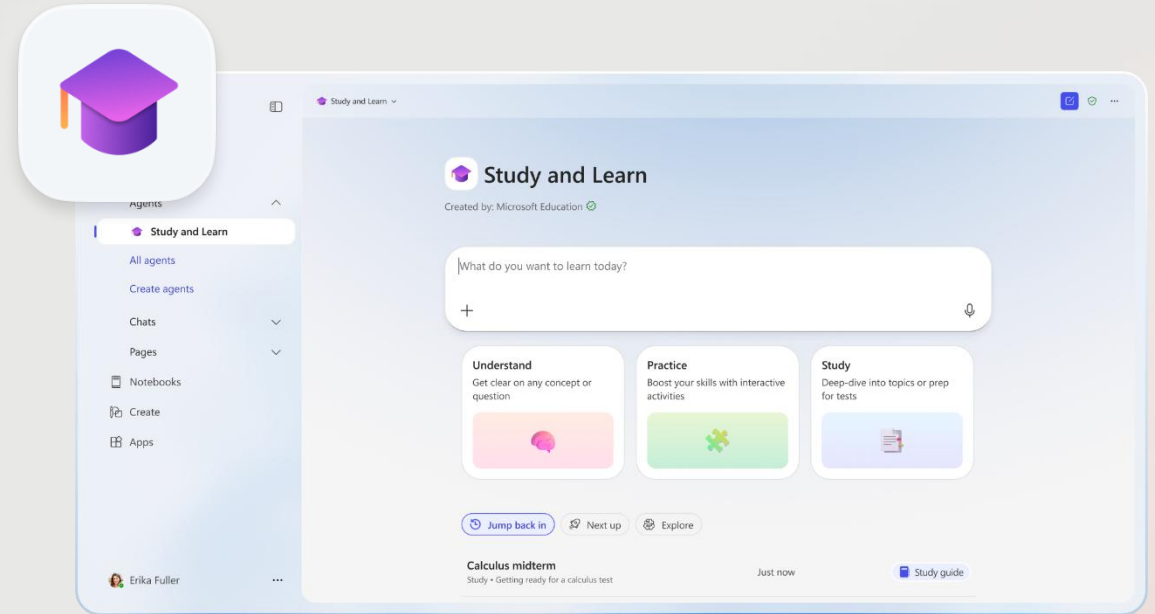 Study and Learn
Agents
Study and Learn
All agents
Create agents
Chats
Pages
Notebooks
Create
Apps
Erika Fuller
Study and Learn
Created by: Microsoft Education
What do you want to learn today?
Understand
Get clear on any concept or
question
Practice
Boost your skills with interactive
activities
Study
Deep-dive into topics or prep
for tests
Jump back in
Next up
Explore
Calculus midterm
Study • Getting ready for a calculus test
Just now
Study guide